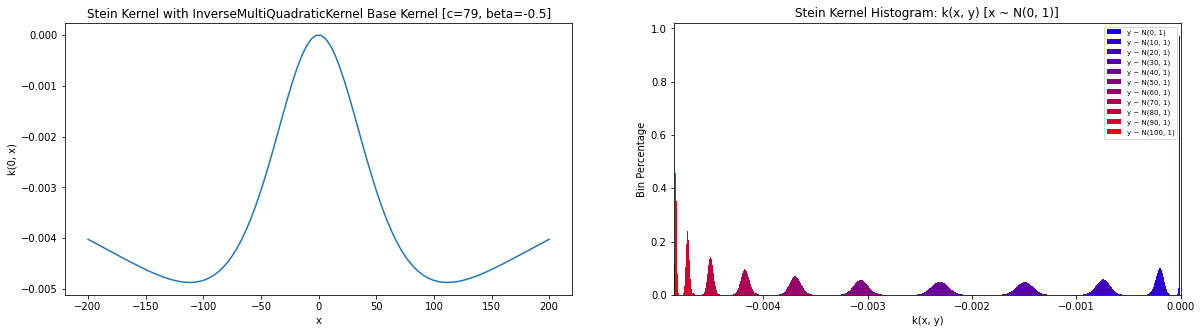 Stein Kernel with InverseMultiQuadraticKernel Base Kernel [c=79, beta=-0.5]
0.000
−0.001
−0.002
−0.003
−0.004
−0.005
k(0, x)
−200
−150
−100
−50
0
50
100
150
200
x
Stein Kernel Histogram: k(x, y) [x ~ N(0, 1)]
1.0
0.8
0.6
0.4
0.2
0.0
Bin Percentage
y ~ N(0, 1)
y ~ N(10, 1)
y ~ N(20, 1)
y ~ N(30, 1)
y ~ N(40, 1)
y ~ N(50, 1)
y ~ N(60, 1)
y ~ N(70, 1)
y ~ N(80, 1)
y ~ N(90, 1)
y ~ N(100, 1)
−0.004
−0.003
−0.002
−0.001
0.000
k(x, y)